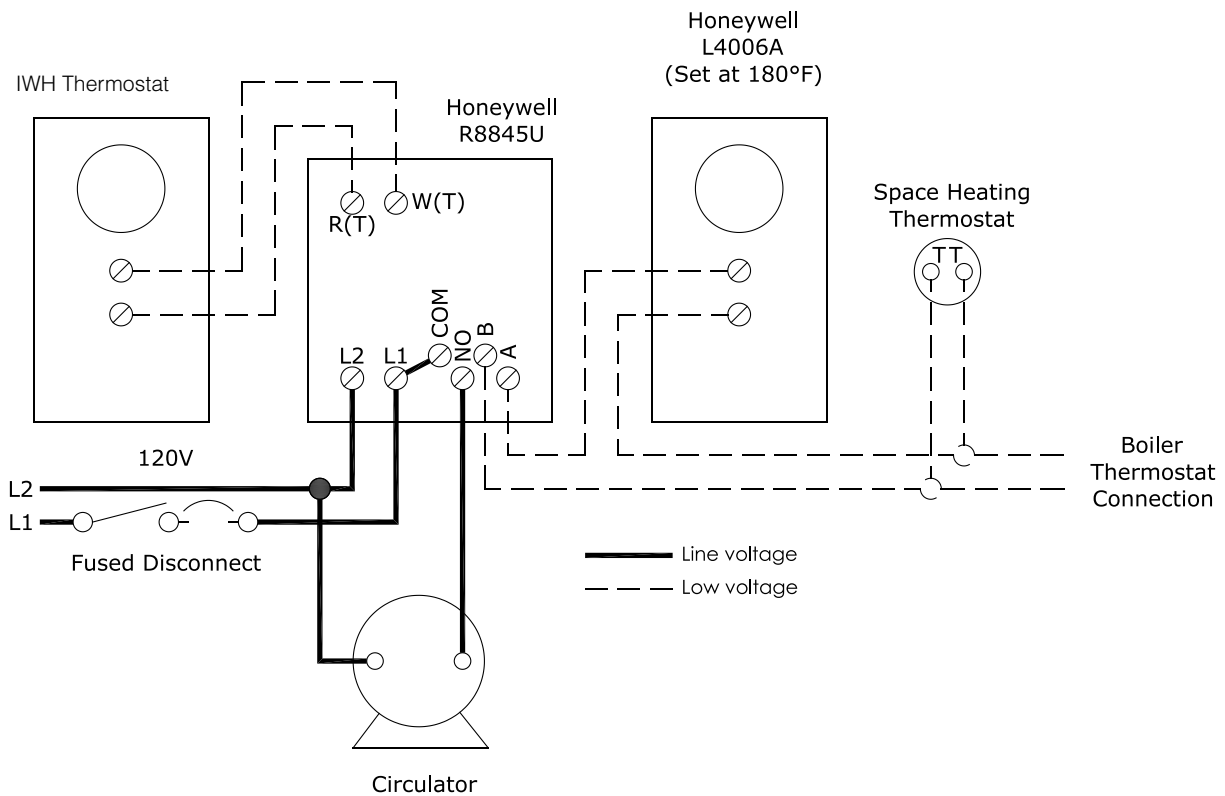 Honeywell
L4006A
(Set at 180°F)
IWH Thermostat
Honeywell
R8845U
Space Heating
Thermostat
R(T)
W(T)
T T
L2
L1
COM
NO
B
A
120V
L2
L1
Fused Disconnect
Boiler
Thermostat
Connection
Line voltage
Low voltage
Circulator